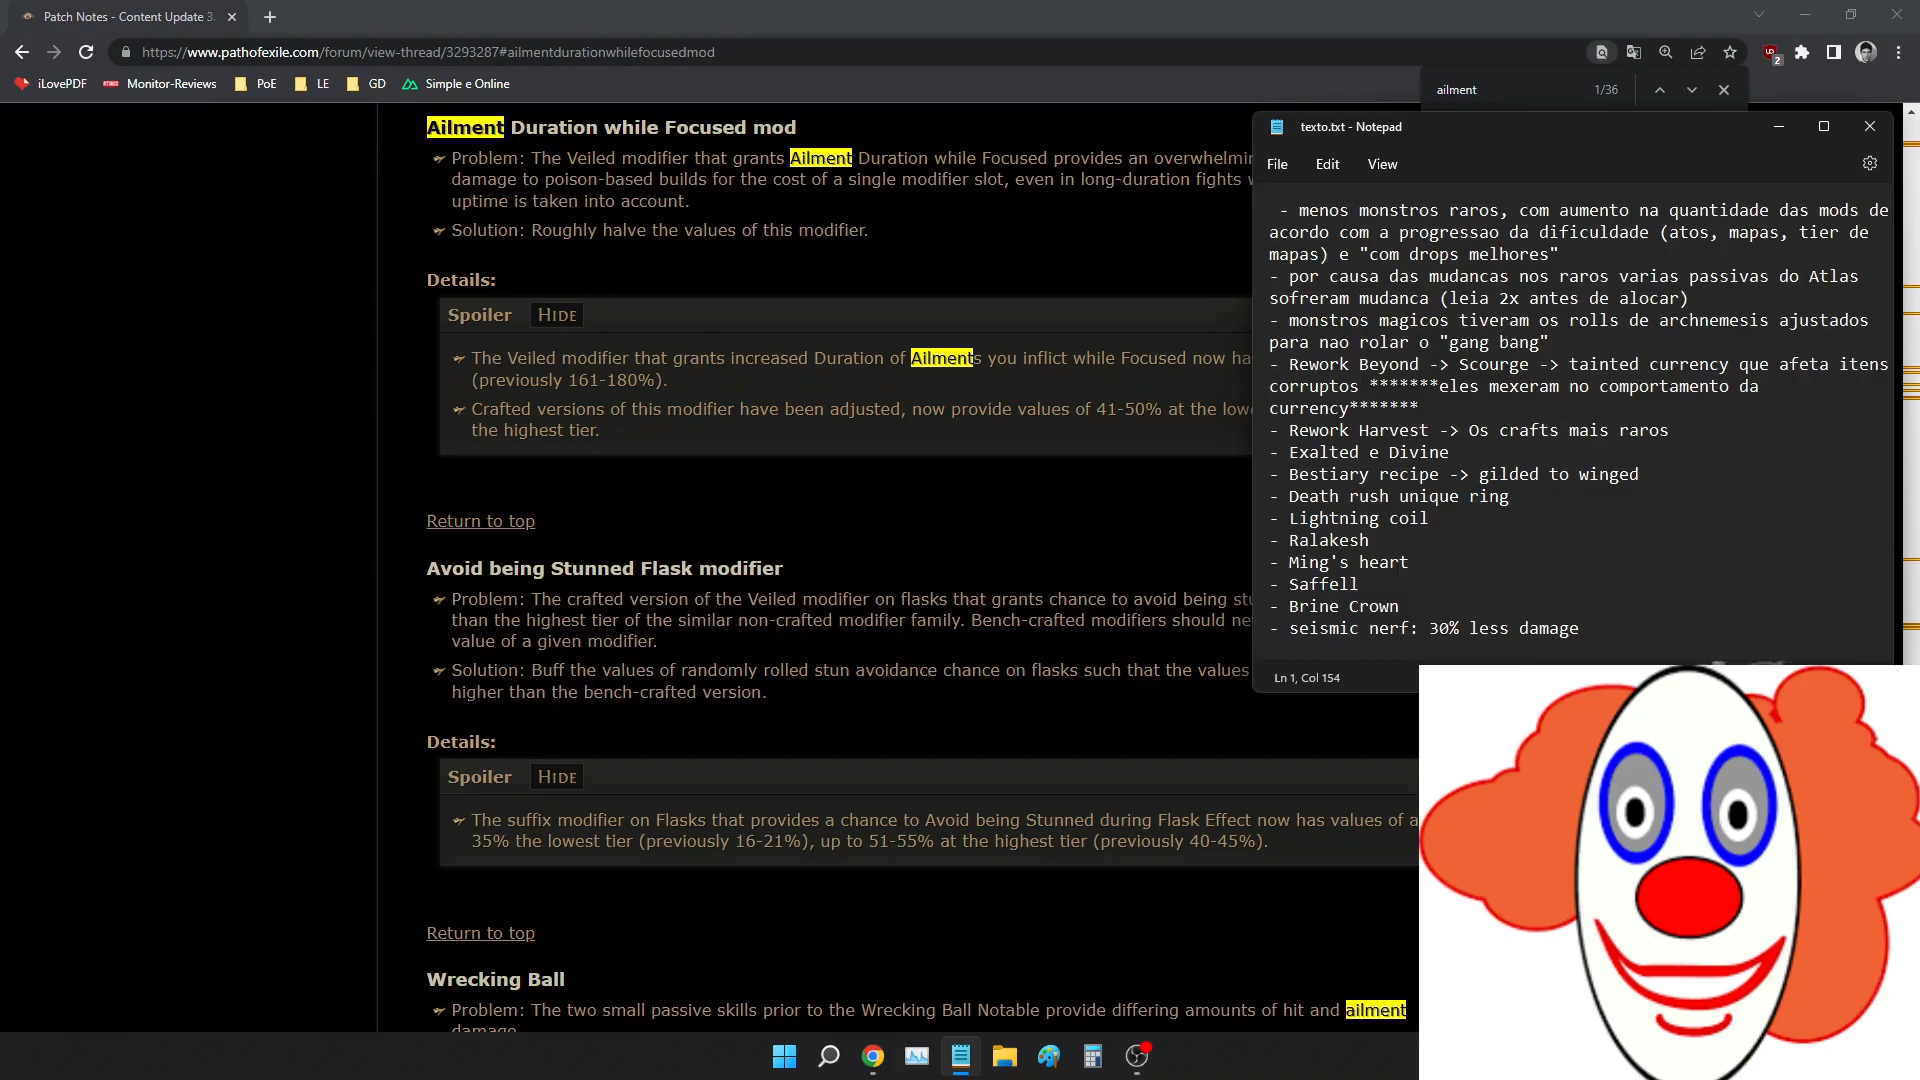 Patch Notes - Content Update 3.
https://www.pathofexile.com/forum/view-thread/3293287#ailmentdurationwhilefocusedmod
2
iLovePDF
RTINGS
Monitor-Reviews
PoE
LE
GD
Simple e Online
ailment
1/36
Ailment Duration while Focused mod
Problem: The Veiled modifier that grants Ailment Duration while Focused provides an
damage to poison-based builds for the cost of a single modifier slot, even in long-duration fights
uptime is taken into account.
Solution: Roughly halve the values of this modifier.
Details:
Spoiler HIDE
The Veiled modifier that grants increased Duration of Ailments you inflict while Focused now
(previously 161-180%).
Crafted versions of this modifier have been adjusted, now provide values of 41-50% at the
the highest tier.
Return to top
Avoid being Stunned Flask modifier
Problem: The crafted version of the Veiled modifier on flasks that grants chance to avoid being
than the highest tier of the similar non-crafted modifier family. Bench-crafted modifiers should
value of a given modifier.
Solution: Buff the values of randomly rolled stun avoidance chance on flasks such that the values
higher than the bench-crafted version.
Details:
Spoiler HIDE
The suffix modifier on Flasks that provides a chance to Avoid being Stunned during Flask Effect now has values of
35% the lowest tier (previously 16-21%), up to 51-55% at the highest tier (previously 40-45%).
Return to top
Wrecking Ball
Problem: The two small passive skills prior to the Wrecking Ball Notable provide differing amounts of hit and ailment
damage.
texto.txt - Notepad
File Edit View
- menos monstros raros, com aumento na quantidade das mods de
acordo com a progressao da dificuldade (atos, mapas, tier de
mapas) e "com drops melhores"
- por causa das mudancas nos raros varias passivas do Atlas
sofreram mudanca (leia 2x antes de alocar)
- monstros magicos tiveram os rolls de archnemesis ajustados
para nao rolar o "gang bang"
- Rework Beyond -> Scourge -> tainted currency que afeta itens
corruptos *******eles mexeram no comportamento da
currency*******
- Rework Harvest -> Os crafts mais raros
- Exalted e Divine
- Bestiary recipe -> gilded to winged
- Death rush unique ring
- Lightning coil
- Ralakesh
- Ming's heart
- Saffell
- Brine Crown
- seismic nerf: 30% less damage
Ln 1, Col 154